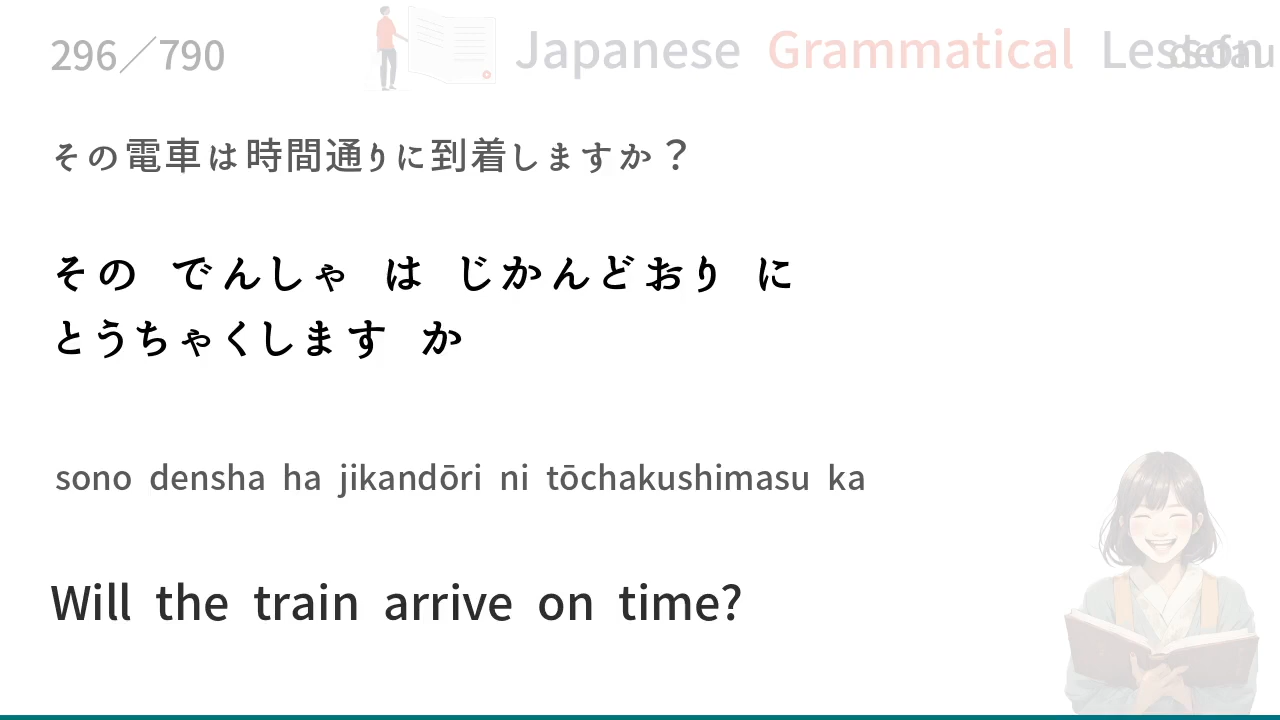 296／790
Japanese Grammatical Lesson
defau
その電車は時間通りに到着しますか？
その でんしゃ は じかんどおり に
とうちゃくします か
sono densha ha jikandōri ni tōchakushimasu ka
Will the train arrive on time?